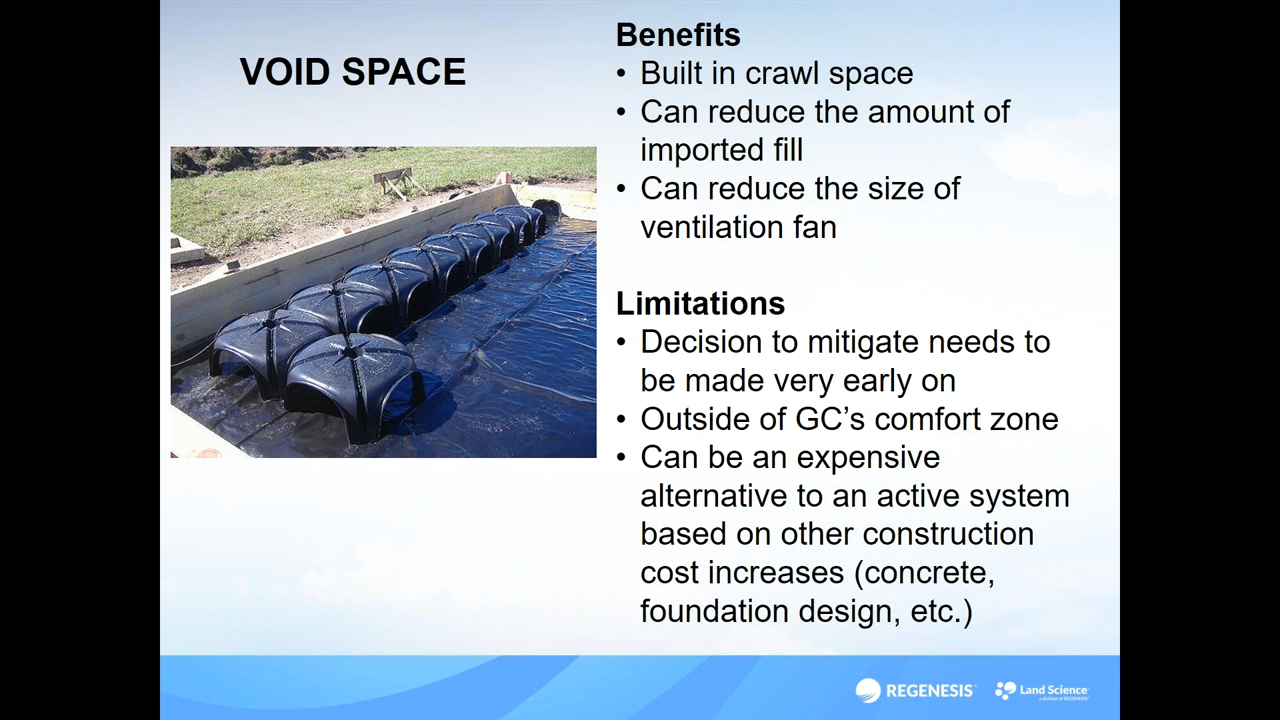 VOID SPACE
Benefits
• Built in crawl space
• Can reduce the amount of
imported fill
• Can reduce the size of
ventilation fan
Limitations
• Decision to mitigate needs to
be made very early on
• Outside of GC’s comfort zone
• Can be an expensive
alternative to an active system
based on other construction
cost increases (concrete,
foundation design, etc.)
REGENESIS
Land Science
a division of REGENESIS